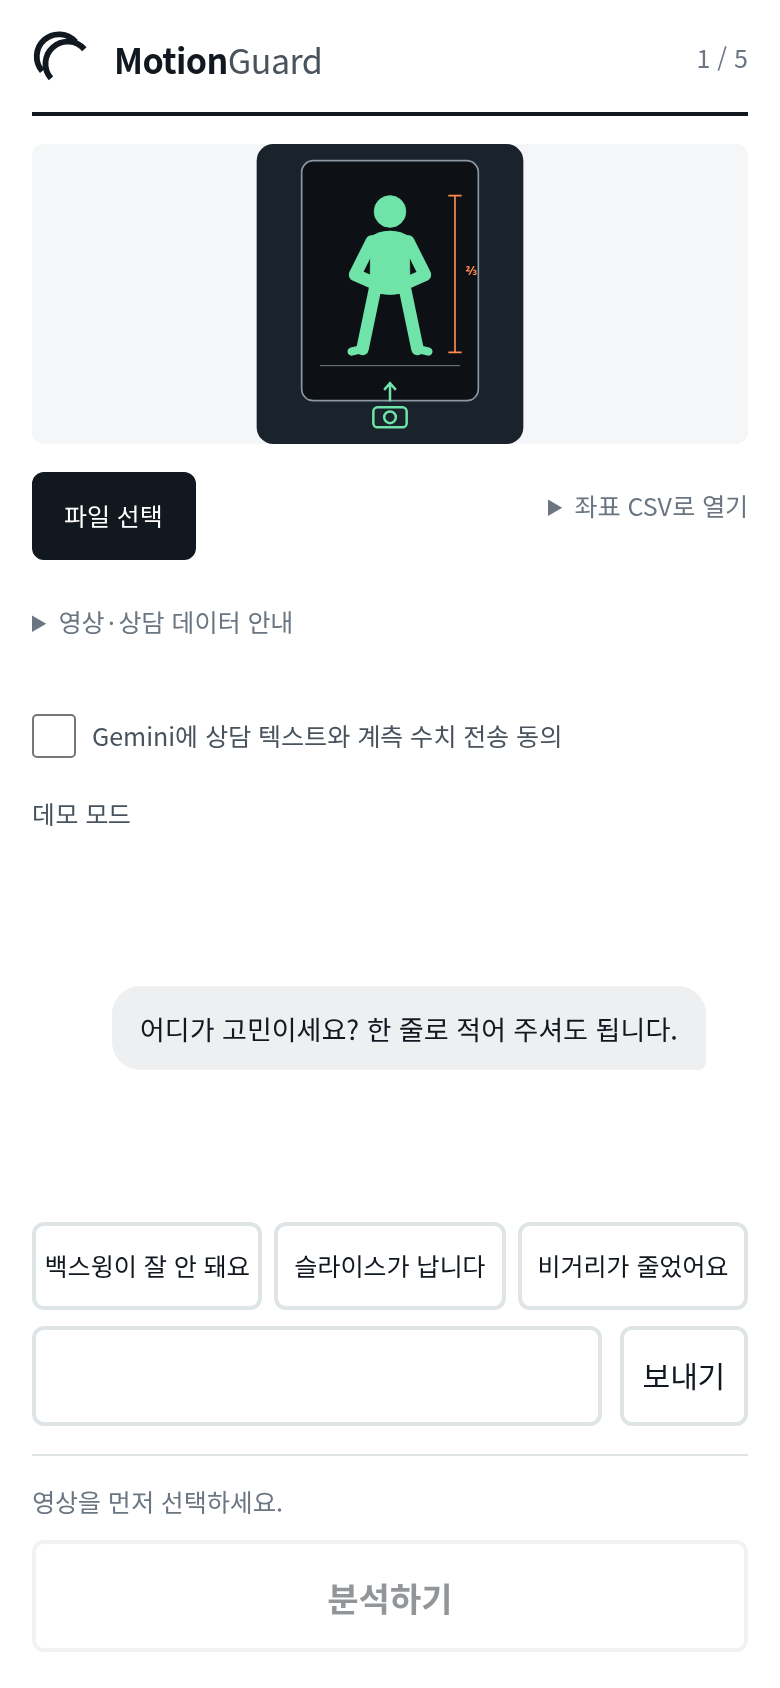 MotionGuard
1 / 5
⅔
파일 선택
▶ 좌표 CSV로 열기
▶ 영상·상담 데이터 안내
Gemini에 상담 텍스트와 계측 수치 전송 동의
데모 모드
어디가 고민이세요? 한 줄로 적어 주셔도 됩니다.
백스윙이 잘 안 돼요
슬라이스가 납니다
비거리가 줄었어요
보내기
영상을 먼저 선택하세요.
분석하기